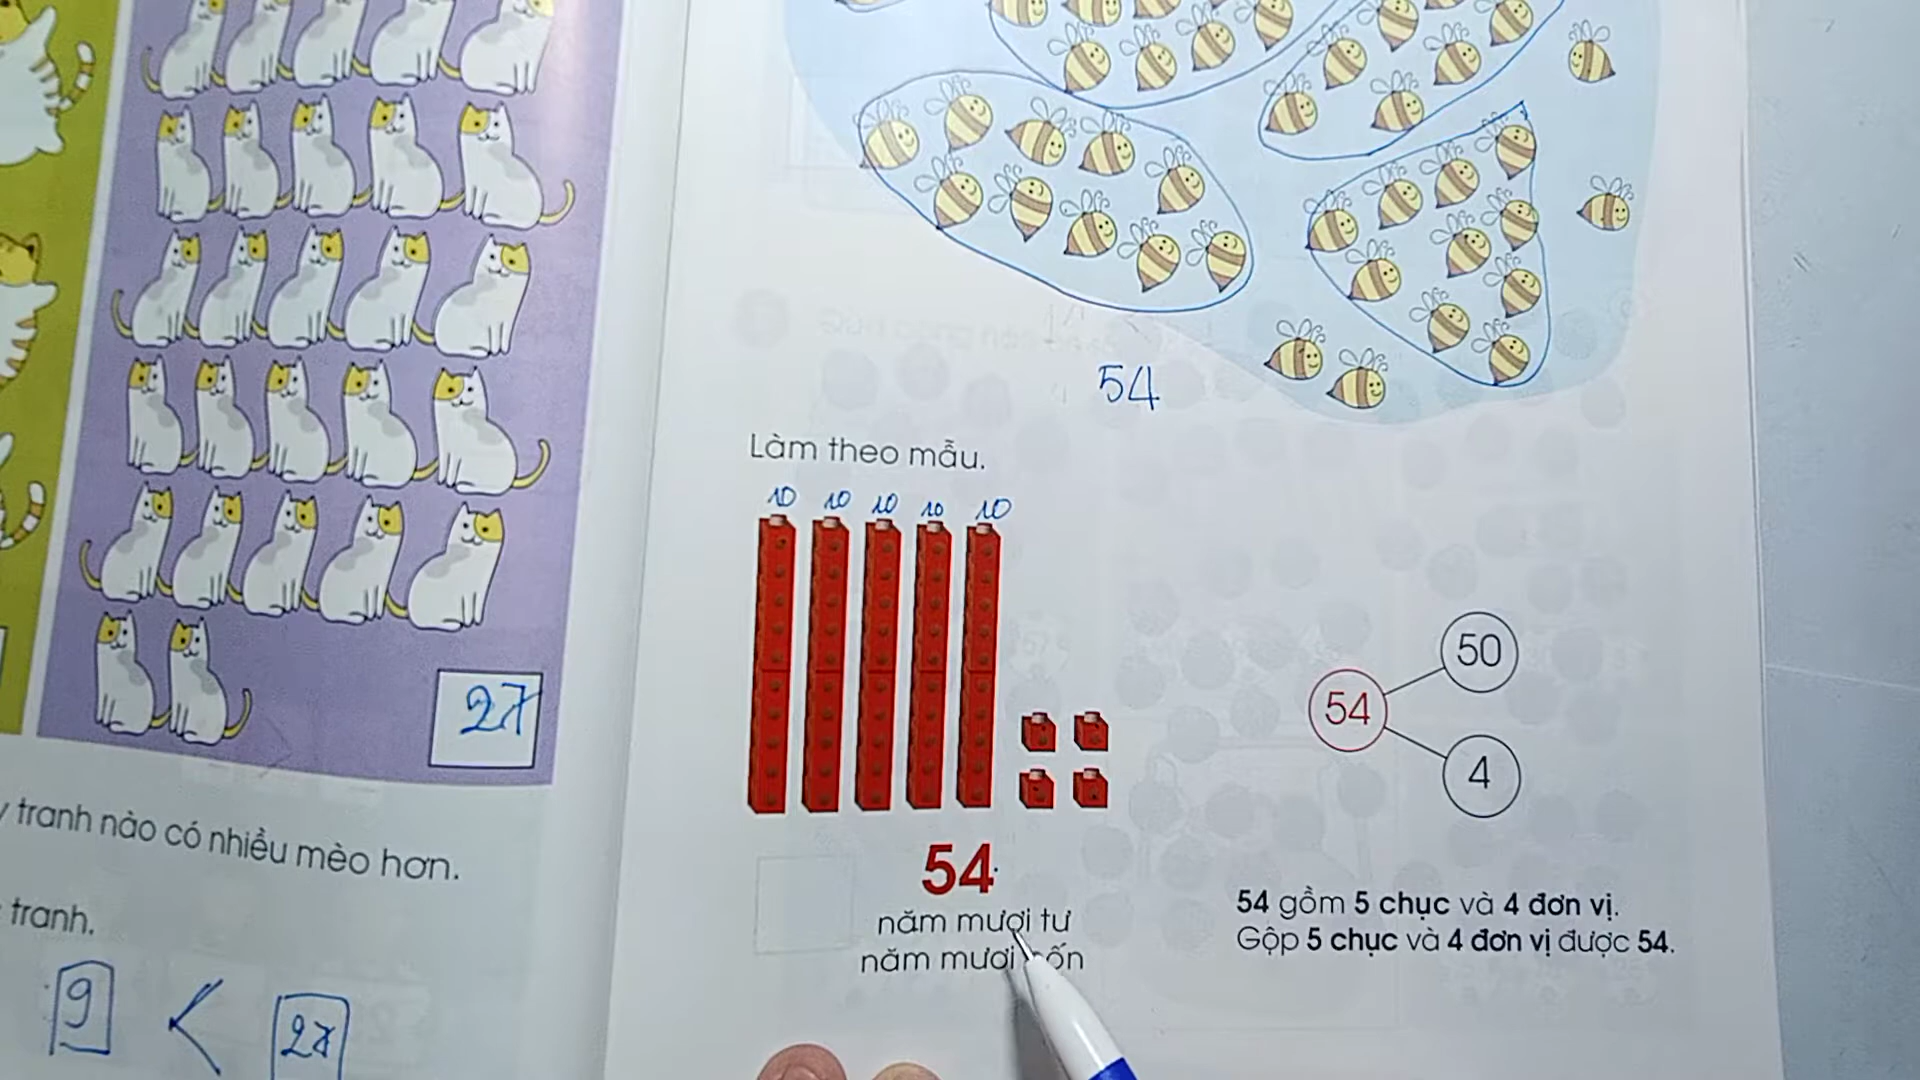 27
tranh nào có nhiều mèo hơn.
tranh.
9 < 27
54
Làm theo mẫu.
10 10 10 10 10
54
năm mươi tư
năm mươi
50
54
4
54 gồm 5 chục và 4 đơn vị.
Gộp 5 chục và 4 đơn vị được 54.